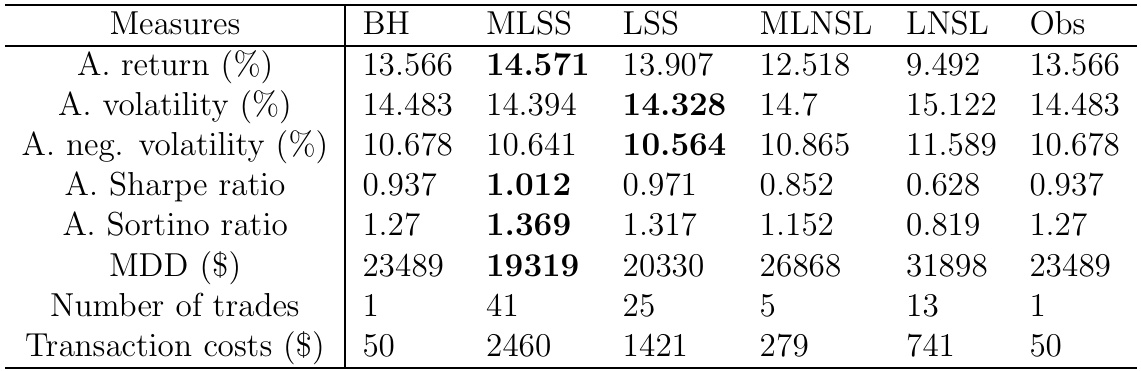 Measures BH MLSS LSS MLNSL LNSL Obs
A. return (%) 13.566 14.571 13.907 12.518 9.492 13.566
A. volatility (%) 14.483 14.394 14.328 14.7 15.122 14.483
A. neg. volatility (%) 10.678 10.641 10.564 10.865 11.589 10.678
A. Sharpe ratio 0.937 1.012 0.971 0.852 0.628 0.937
A. Sortino ratio 1.27 1.369 1.317 1.152 0.819 1.27
MDD ($) 23489 19319 20330 26868 31898 23489
Number of trades 1 41 25 5 13 1
Transaction costs ($) 50 2460 1421 279 741 50